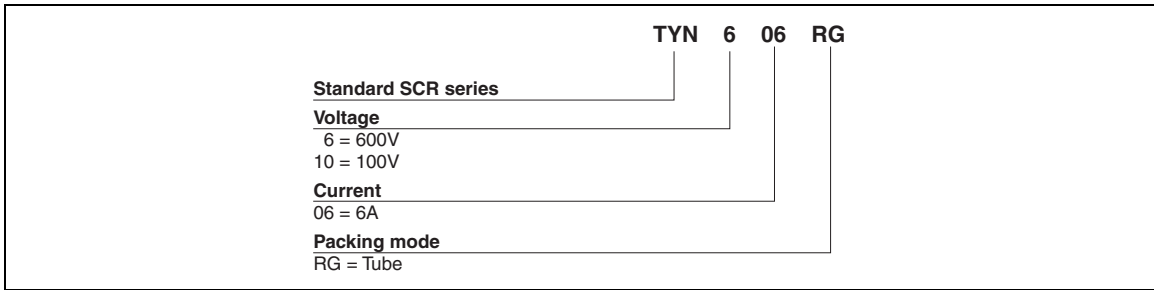 TYN 6 06 RG
Standard SCR series
Voltage
6 = 600V
10 = 100V
Current
06 = 6A
Packing mode
RG = Tube